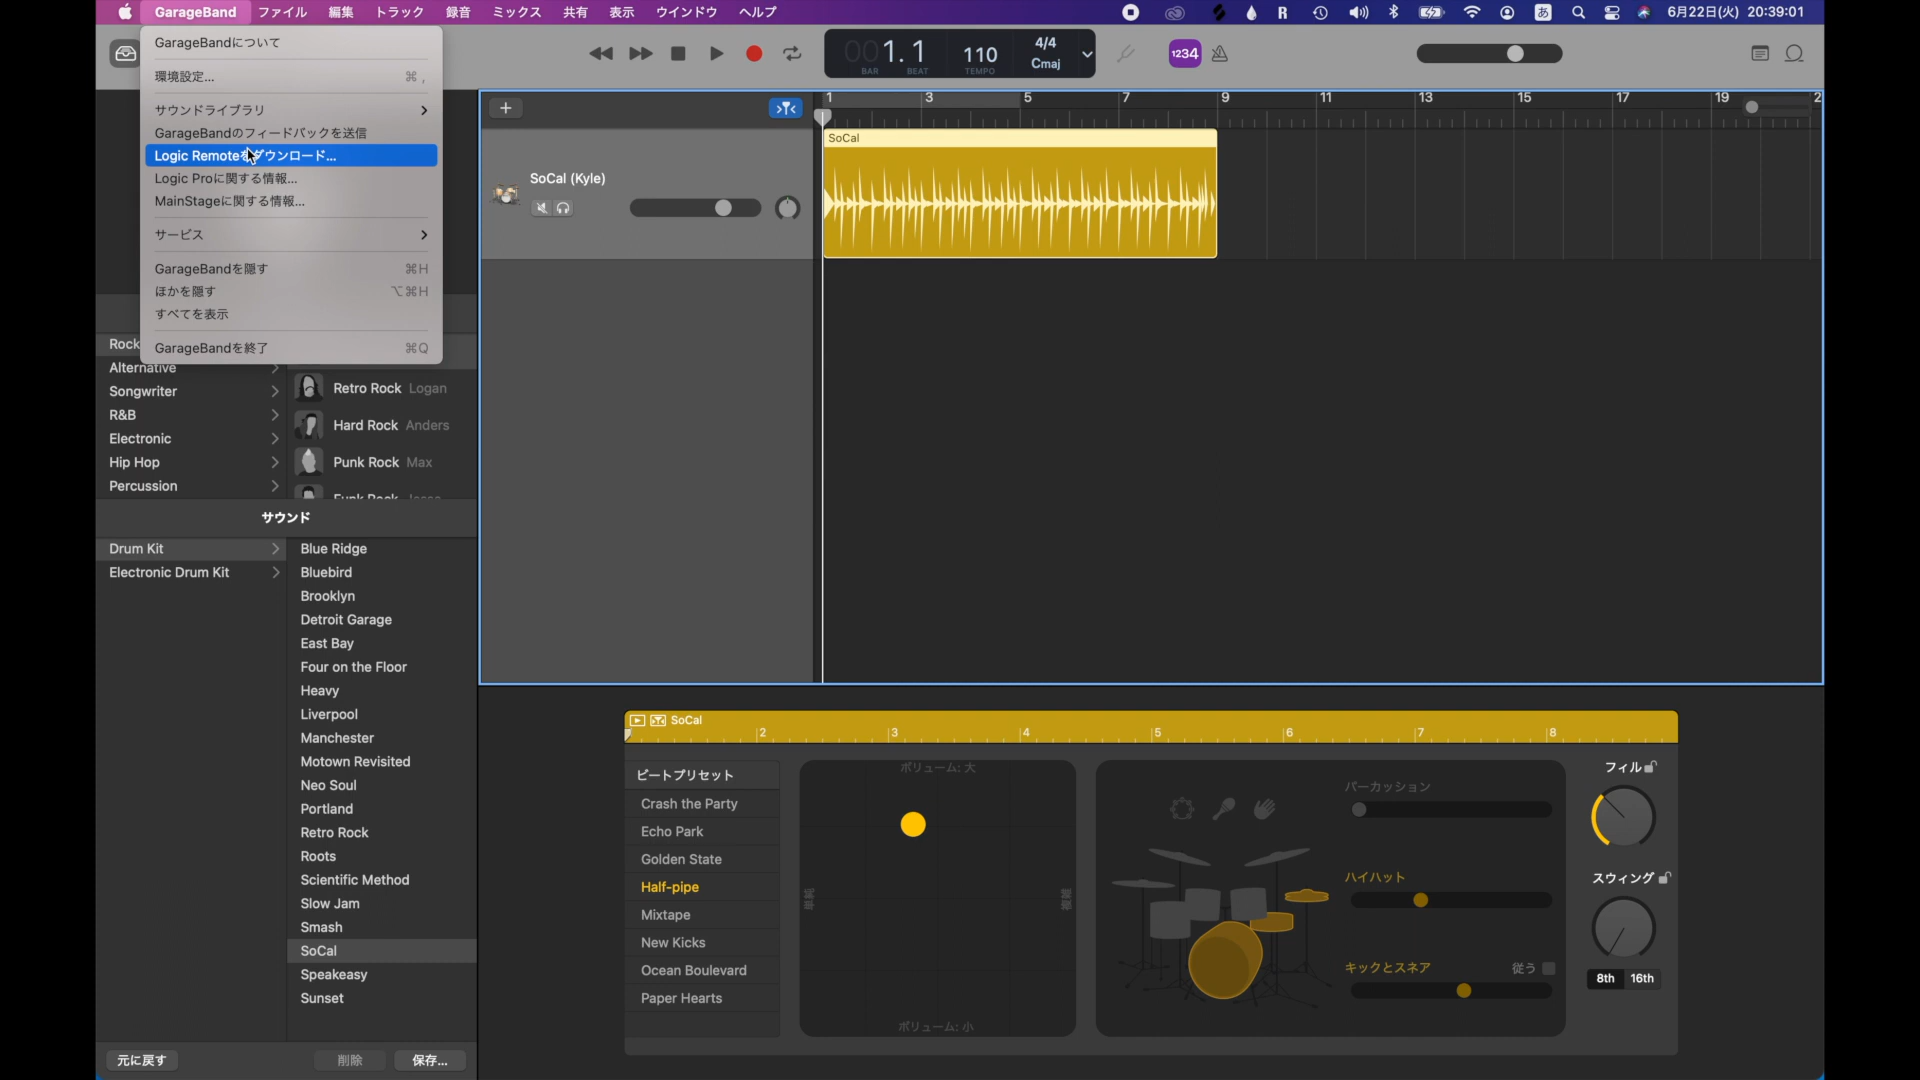 GarageBand ファイル 編集 トラック 録音 ミックス 共有 表示 ウインドウ ヘルプ
R あ 6月22日(火) 20:39:01
GarageBandについて
環境設定... ⌘ ,
サウンドライブラリ
GarageBandのフィードバックを送信
Logic Remoteをダウンロード...
Logic Proに関する情報...
MainStageに関する情報...
サービス
GarageBandを隠す ⌘H
ほかを隠す ⌥⌘H
すべてを表示
GarageBandを終了 ⌘Q
001.1 110 4/4
Cmaj
BAR BEAT TEMPO
1234
1 3 5 7 9 11 13 15 17 19 2
SoCal
SoCal (Kyle)
Rock
Alternative
Songwriter
R&B
Electronic
Hip Hop
Percussion
Retro Rock Logan
Hard Rock Anders
Punk Rock Max
Funk Rock Jesse
サウンド
Drum Kit
Electronic Drum Kit
Blue Ridge
Bluebird
Brooklyn
Detroit Garage
East Bay
Four on the Floor
Heavy
Liverpool
Manchester
Motown Revisited
Neo Soul
Portland
Retro Rock
Roots
Scientific Method
Slow Jam
Smash
SoCal
Speakeasy
Sunset
元に戻す 削除 保存...
SoCal
2 3 4 5 6 7 8
ビートプリセット
Crash the Party
Echo Park
Golden State
Half-pipe
Mixtape
New Kicks
Ocean Boulevard
Paper Hearts
ボリューム: 大
単純
複雑
ボリューム: 小
パーカッション
ハイハット
キックとスネア 従う
フィル
スウィング
8th 16th